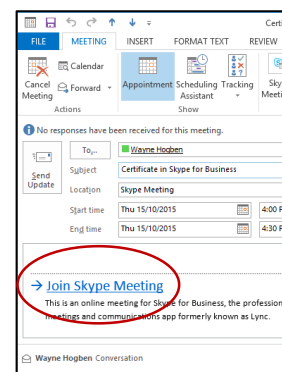 Certi
FILE MEETING INSERT FORMAT TEXT REVIEW
Calendar
Forward
Cancel Meeting
Appointment Scheduling Assistant Tracking
Sky
Meeti
Actions Show
No responses have been received for this meeting.
To... Wayne Hogben
Send Update
Subject Certificate in Skype for Business
Location Skype Meeting
Start time Thu 15/10/2015 4:00 P
End time Thu 15/10/2015 4:30 P
→ Join Skype Meeting
This is an online meeting for Skype for Business, the profession
meetings and communications app formerly known as Lync.
Wayne Hogben Conversation